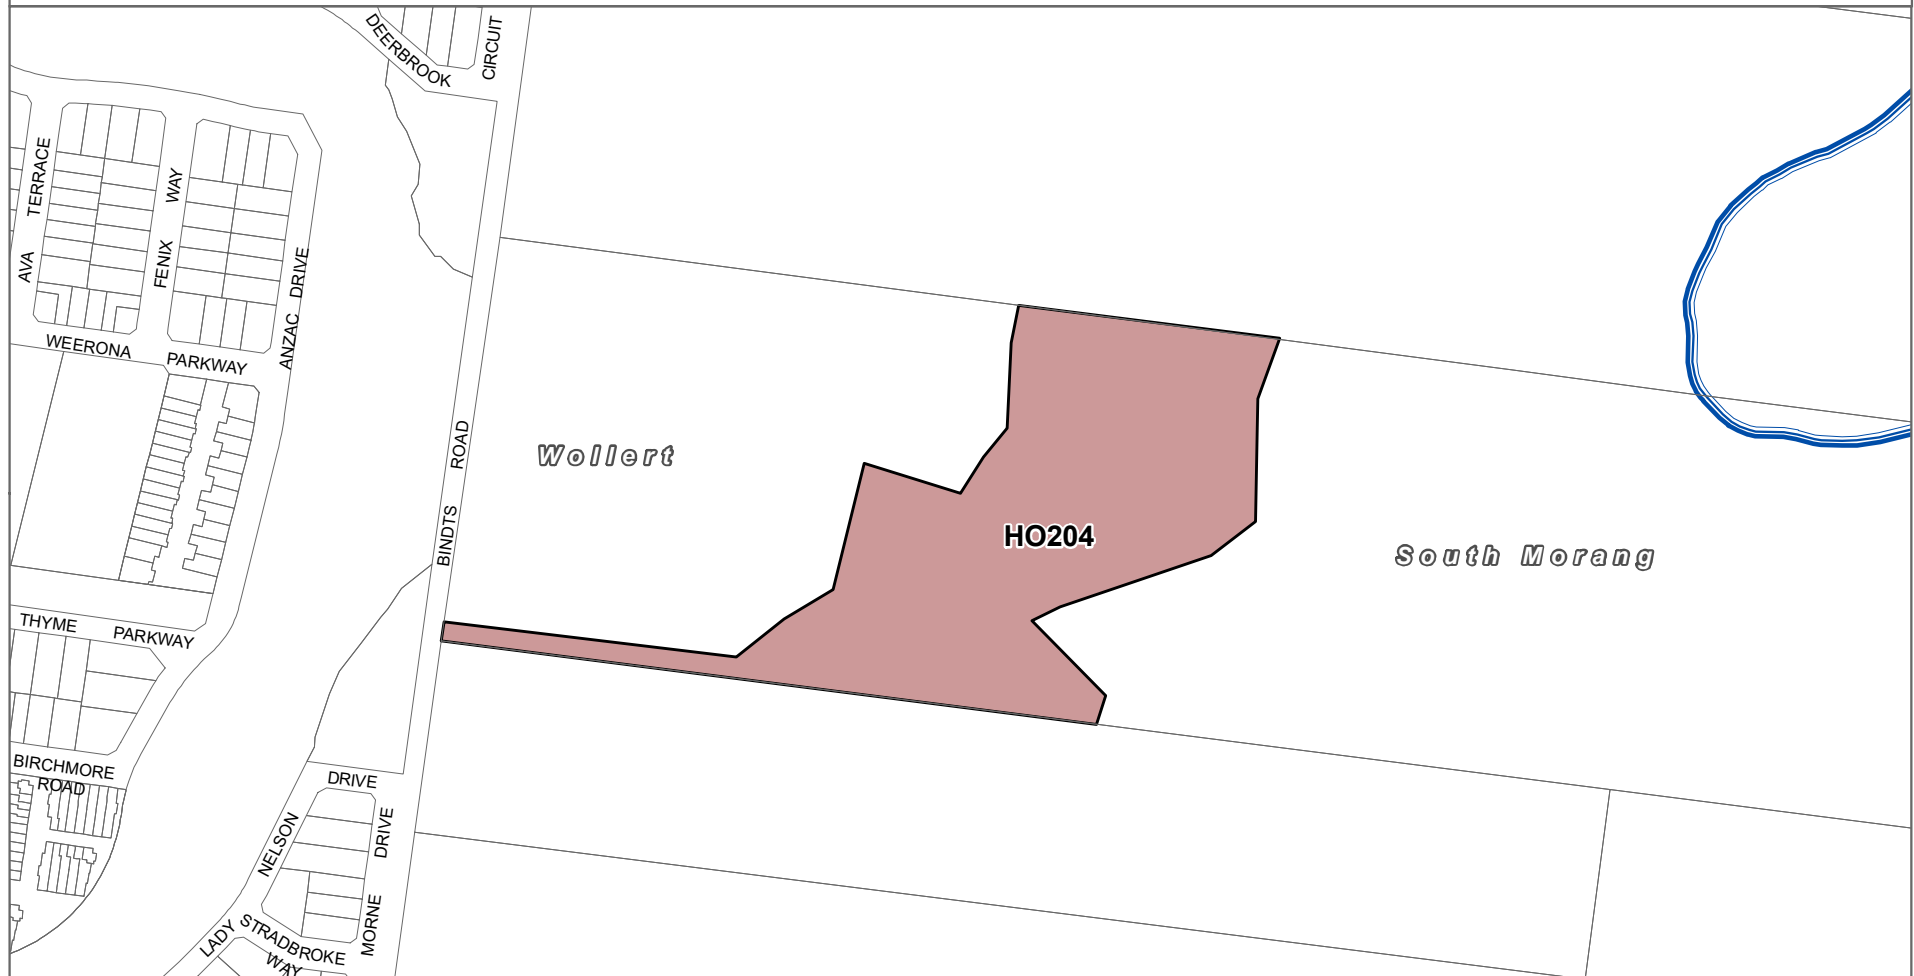 DEERBROOK
CIRCUIT
AVA TERRACE
FENIX WAY
ANZAC DRIVE
WEERONA PARKWAY
BINDTS ROAD
Wollert
HO204
South Morang
THYME PARKWAY
BIRCHMORE
ROAD
NELSON DRIVE
MORNE DRIVE
LADY
STRADBROKE
WAY